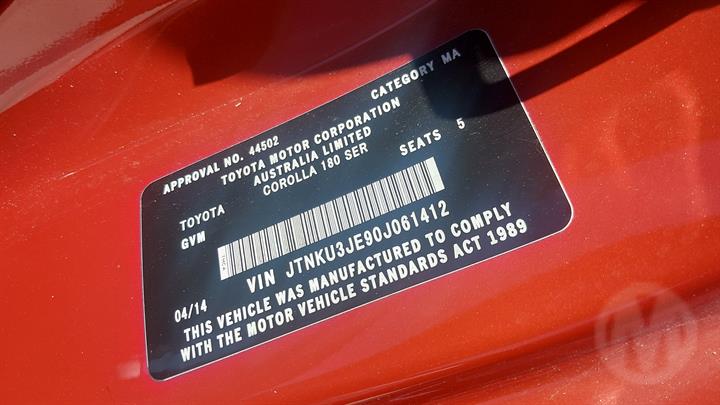 APPROVAL NO. 44502 CATEGORY MA
TOYOTA MOTOR CORPORATION
AUSTRALIA LIMITED
TOYOTA COROLLA 180 SER SEATS 5
GVM
VIN JTNKU3JE90J061412
04/14
THIS VEHICLE WAS MANUFACTURED TO COMPLY
WITH THE MOTOR VEHICLE STANDARDS ACT 1989
M